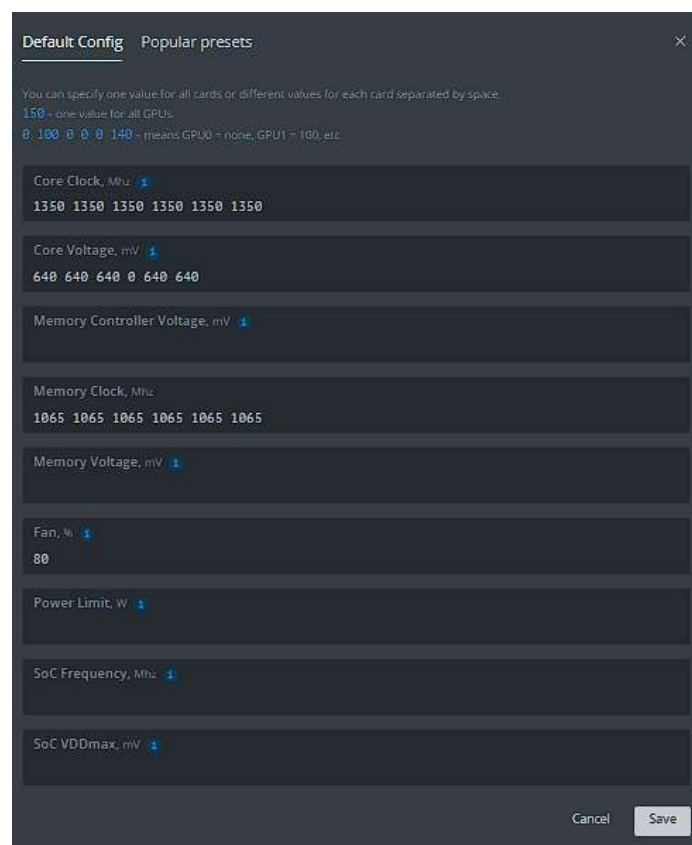 Default Config Popular presets ×
You can specify one value for all cards or different values for each card separated by space.
150 - one value for all GPUs
0 100 0 0 0 140 - means GPU0 = none, GPU1 = 100, etc.
Core Clock, Mhz i
1350 1350 1350 1350 1350 1350
Core Voltage, mV i
640 640 640 0 640 640
Memory Controller Voltage, mV i
Memory Clock, Mhz
1065 1065 1065 1065 1065 1065
Memory Voltage, mV i
Fan, % i
80
Power Limit, W i
SoC Frequency, Mhz i
SoC VDDmax, mV i
Cancel Save